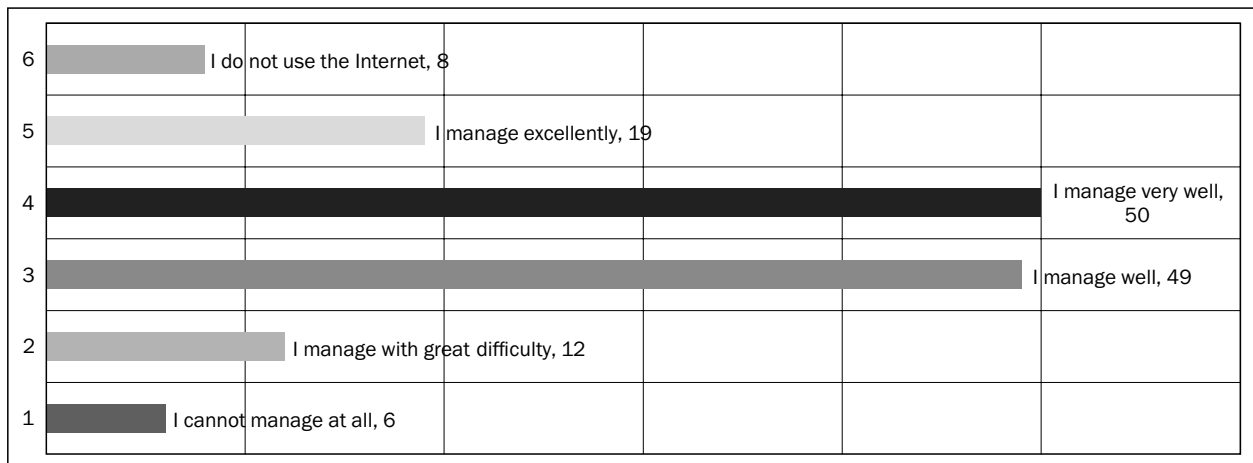 6
I do not use the Internet, 8
5
I manage excellently, 19
4
I manage very well,
50
3
I manage well, 49
2
I manage with great difficulty, 12
1
I cannot manage at all, 6